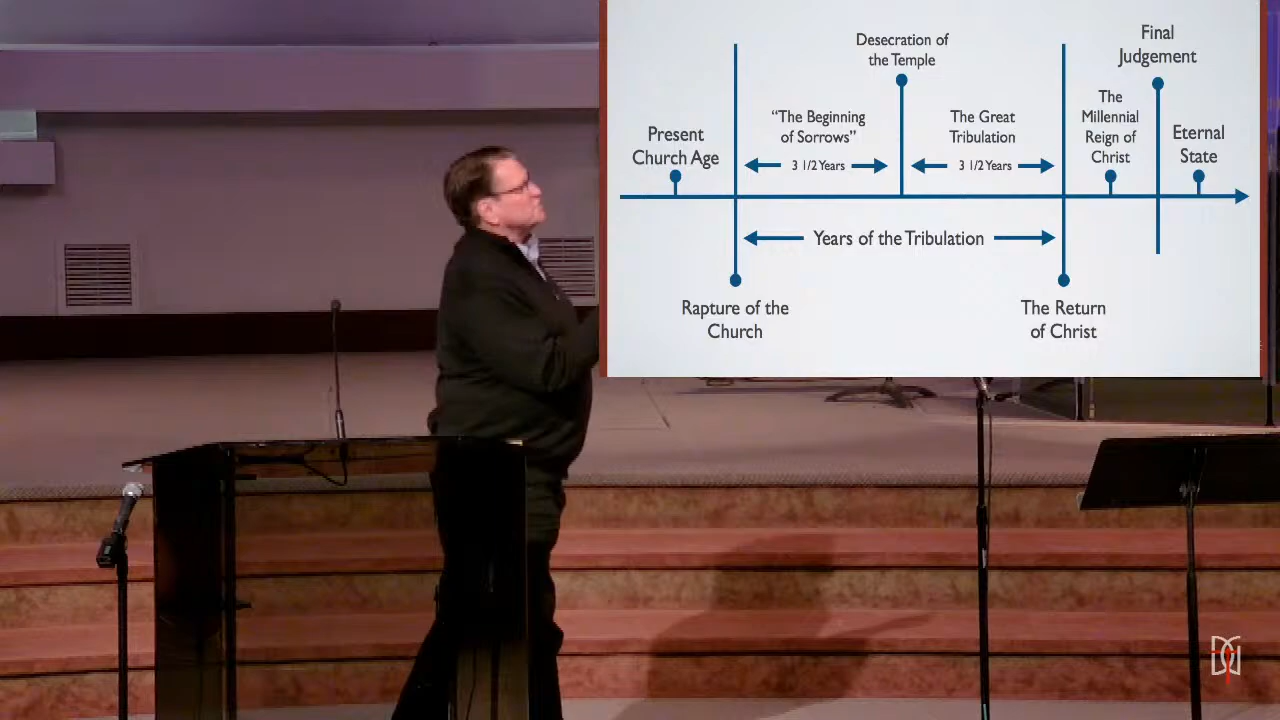 Desecration of
the Temple
Final
Judgement
"The Beginning
of Sorrows"
3 1/2 Years
The Great
Tribulation
3 1/2 Years
The
Millennial
Reign of
Christ
Present
Church Age
Eternal
State
Years of the Tribulation
Rapture of the
Church
The Return
of Christ